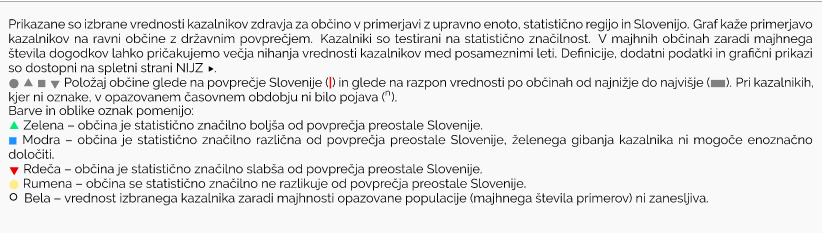 Prikazane so izbrane vrednosti kazalnikov zdravja za občino v primerjavi z upravno enoto, statistično regijo in Slovenijo. Graf kaže primerjavo
kazalnikov na ravni občine z državnim povprečjem. Kazalniki so testirani na statistično značilnost. V majhnih občinah zaradi majhnega
števila dogodkov lahko pričakujemo večja nihanja vrednosti kazalnikov med posameznimi leti. Definicije, dodatni podatki in grafični prikazi
so dostopni na spletni strani NIJZ ▸.
● ▲ ■ ▼ Položaj občine glede na povprečje Slovenije (|) in glede na razpon vrednosti po občinah od najnižje do najvišje (▬). Pri kazalnikih,
kjer ni oznake, v opazovanem časovnem obdobju ni bilo pojava (ⁿ).
Barve in oblike oznak pomenijo:
▲ Zelena – občina je statistično značilno boljša od povprečja preostale Slovenije.
■ Modra – občina je statistično značilno različna od povprečja preostale Slovenije, želenega gibanja kazalnika ni mogoče enoznačno
določiti.
▼ Rdeča – občina je statistično značilno slabša od povprečja preostale Slovenije.
● Rumena – občina se statistično značilno ne razlikuje od povprečja preostale Slovenije.
○ Bela – vrednost izbranega kazalnika zaradi majhnosti opazovane populacije (majhnega števila primerov) ni zanesljiva.